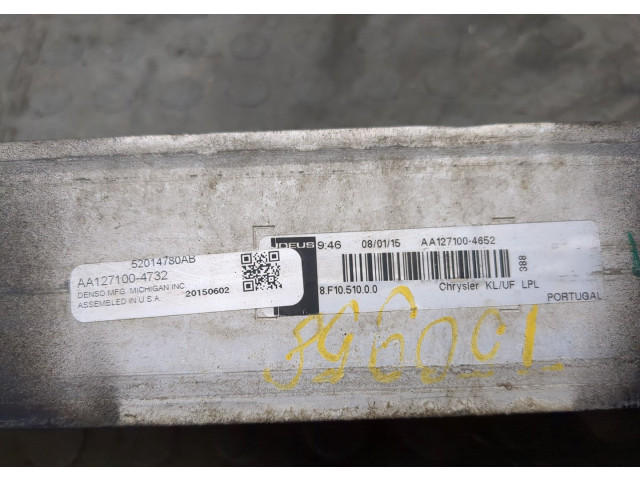 52014780AB
AA127100-4732
DENSO MFG. MICHIGAN INC
ASSEMBLED IN U.S.A. 20150602
DEUS 9:46 08/01/15 AA127100-4652
388
8.F10.510.0.0 Chrysler KL/UF LPL
PORTUGAL